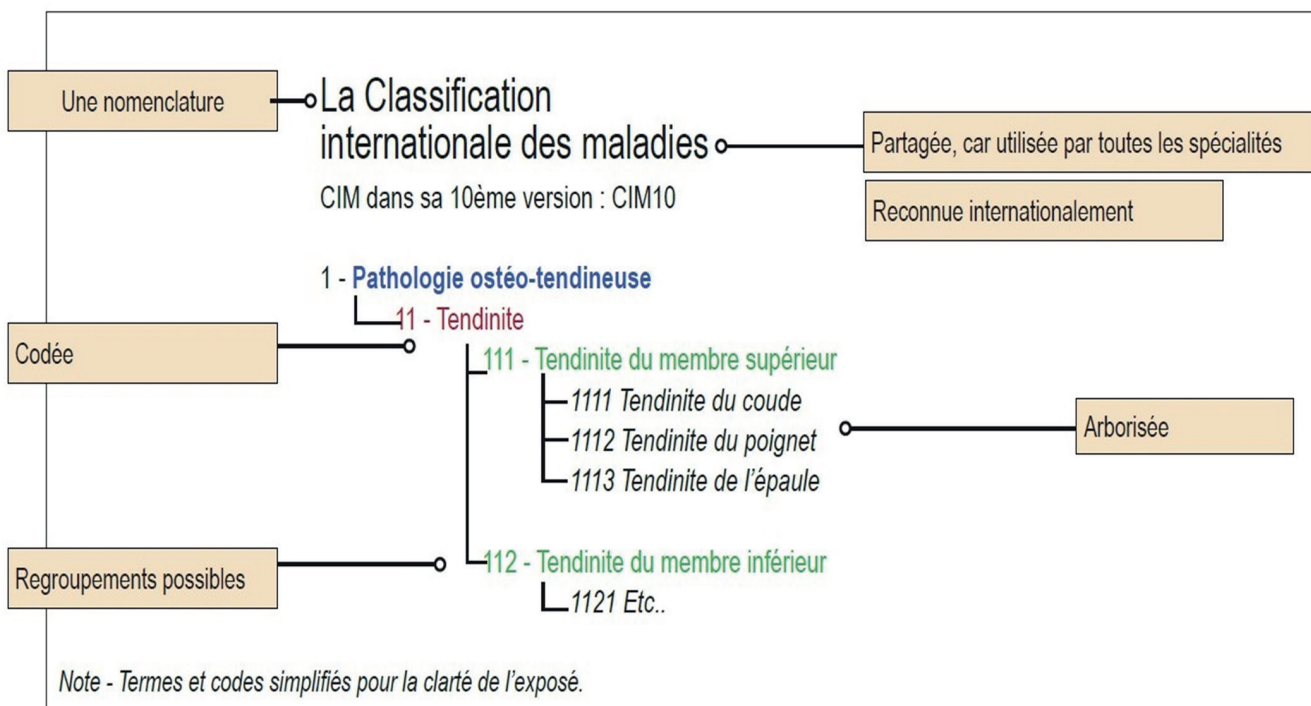 Une nomenclature
La Classification
internationale des maladies
Partagée, car utilisée par toutes les spécialités
CIM dans sa 10ème version : CIM10
Reconnue internationalement
1 - Pathologie ostéo-tendineuse
11 - Tendinite
Codée
111 - Tendinite du membre supérieur
1111 Tendinite du coude
1112 Tendinite du poignet
Arborisée
1113 Tendinite de l'épaule
112 - Tendinite du membre inférieur
Regroupements possibles
1121 Etc..
Note - Termes et codes simplifiés pour la clarté de l'exposé.